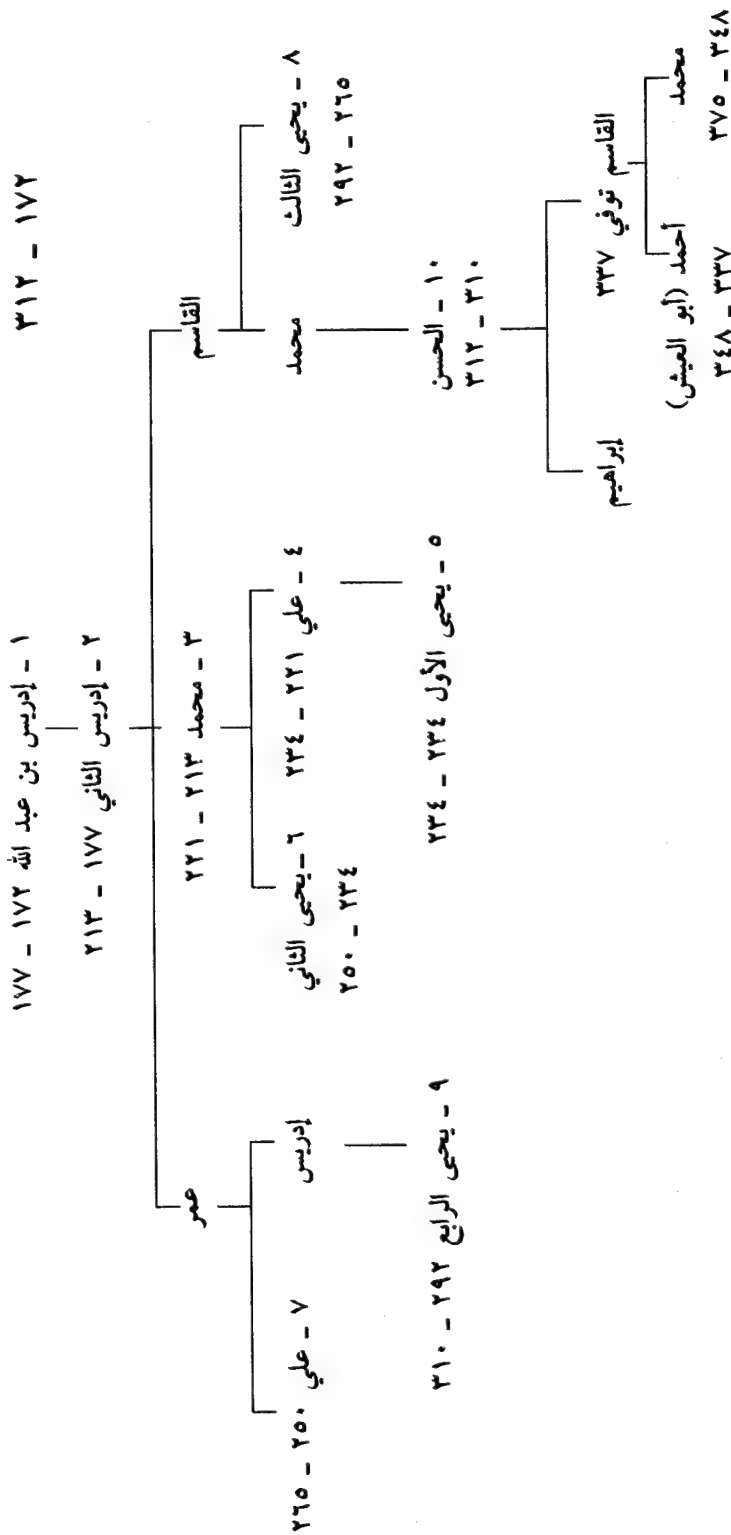 ١٧٢ - ٣١٢
١ - إدريس بن عبد الله ١٧٢ - ١٧٧
٢ - إدريس الثاني ١٧٧ - ٢١٣
القاسم
٣ - محمد ٢١٣ - ٢٢١
عمر
٨ - يحيى الثالث
٢٦٥ - ٢٩٢
محمد
٤ - علي ٢٢١ - ٢٣٤
٦ - يحيى الثاني
٢٣٤ - ٢٥٠
إدريس
٧ - علي ٢٥٠ - ٢٦٥
١٠ - الحسن
٣١٠ - ٣١٢
٥ - يحيى الأول ٢٣٤ - ٢٣٤
٩ - يحيى الرابع ٢٩٢ - ٣١٠
القاسم توفي ٣٣٧
إبراهيم
محمد
٣٤٨ - ٣٧٥
أحمد (أبو العيش)
٣٣٧ - ٣٤٨